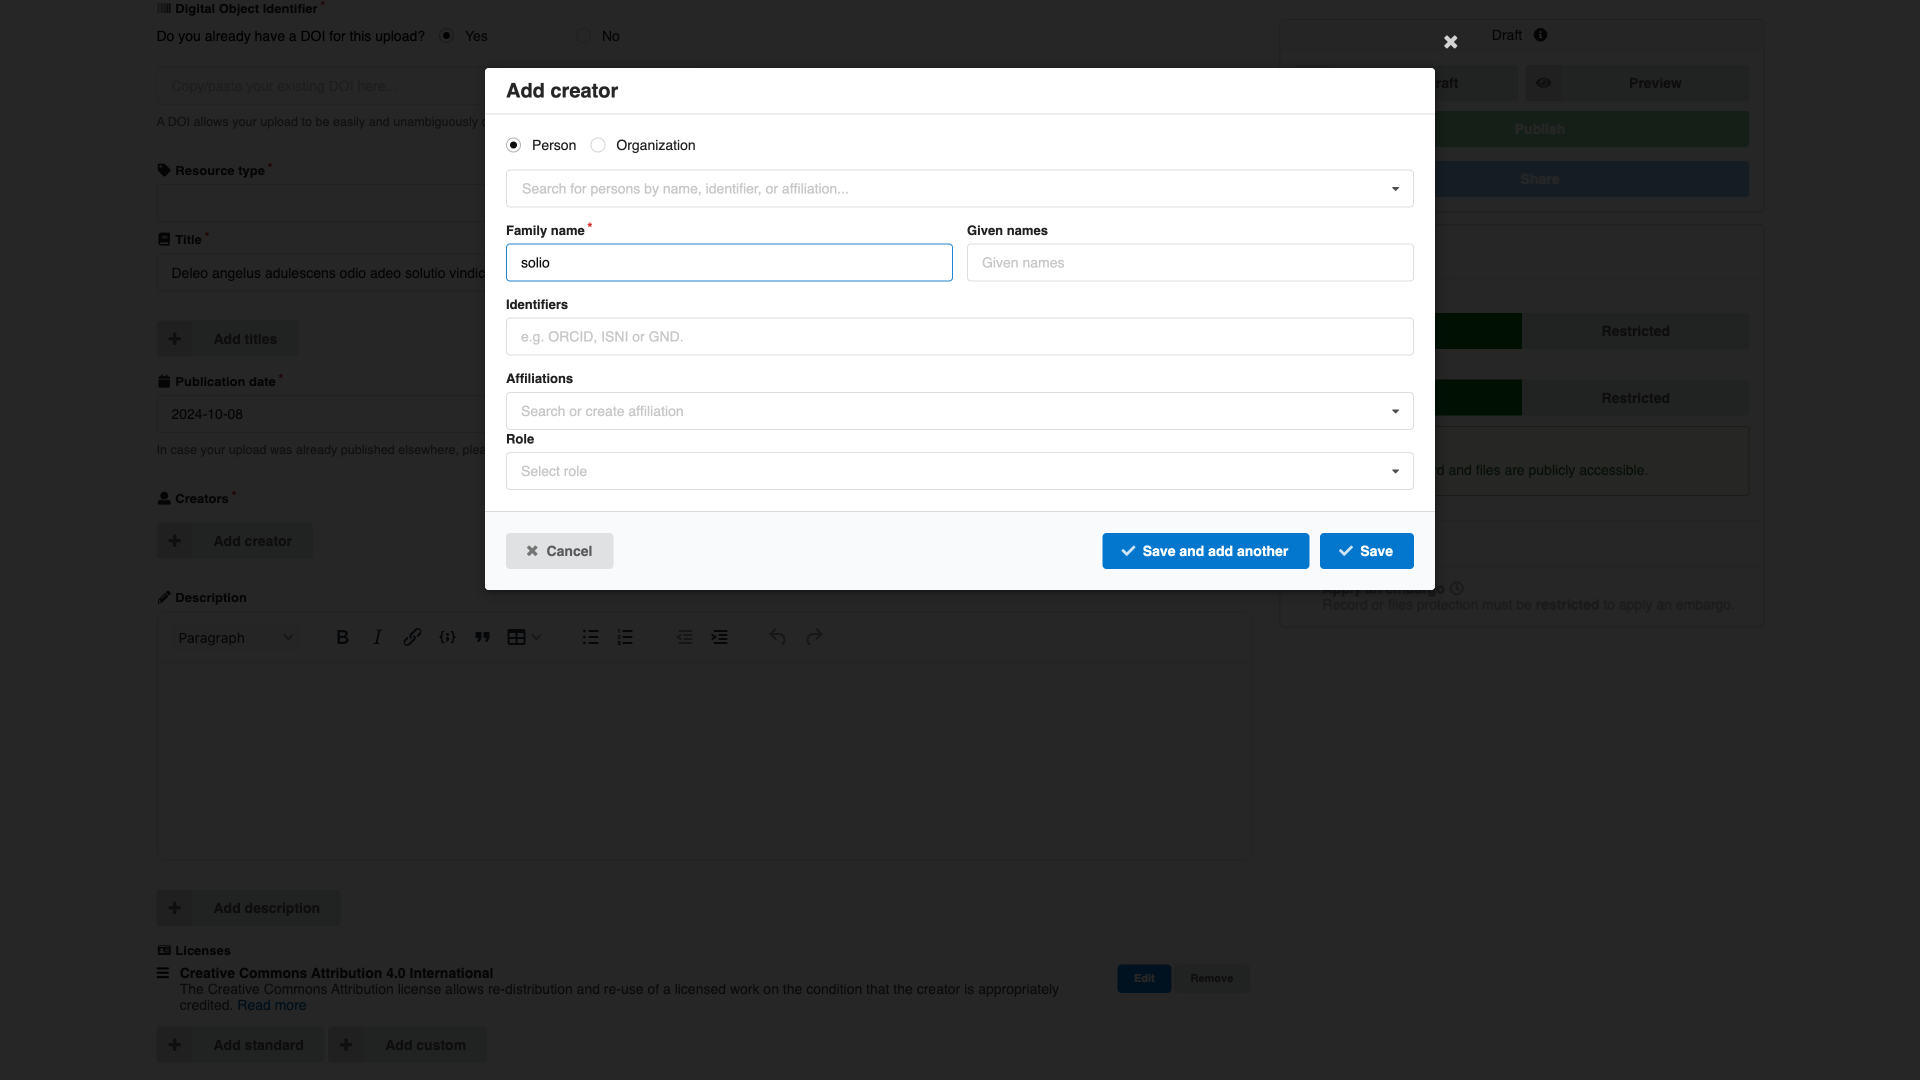 Digital Object Identifier *
Do you already have a DOI for this upload? Yes No
Draft
Copy/paste your existing DOI here...
raft
Preview
A DOI allows your upload to be easily and unambiguously
Publish
Share
Add creator
Person Organization
Search for persons by name, identifier, or affiliation...
Family name *
Given names
solio
Given names
Identifiers
e.g. ORCID, ISNI or GND.
Affiliations
Search or create affiliation
Role
Select role
Cancel
Save and add another
Save
Resource type *
Title *
Deleo angelus adulescens odio adeo solutio vindic
Add titles
Publication date *
2024-10-08
In case your upload was already published elsewhere, plea
Creators *
Add creator
Restricted
Restricted
d and files are publicly accessible.
Apply an embargo
Record or files protection must be restricted to apply an embargo.
Description
Paragraph
Add description
Licenses
Creative Commons Attribution 4.0 International
The Creative Commons Attribution license allows re-distribution and re-use of a licensed work on the condition that the creator is appropriately
credited. Read more
Edit
Remove
Add standard
Add custom